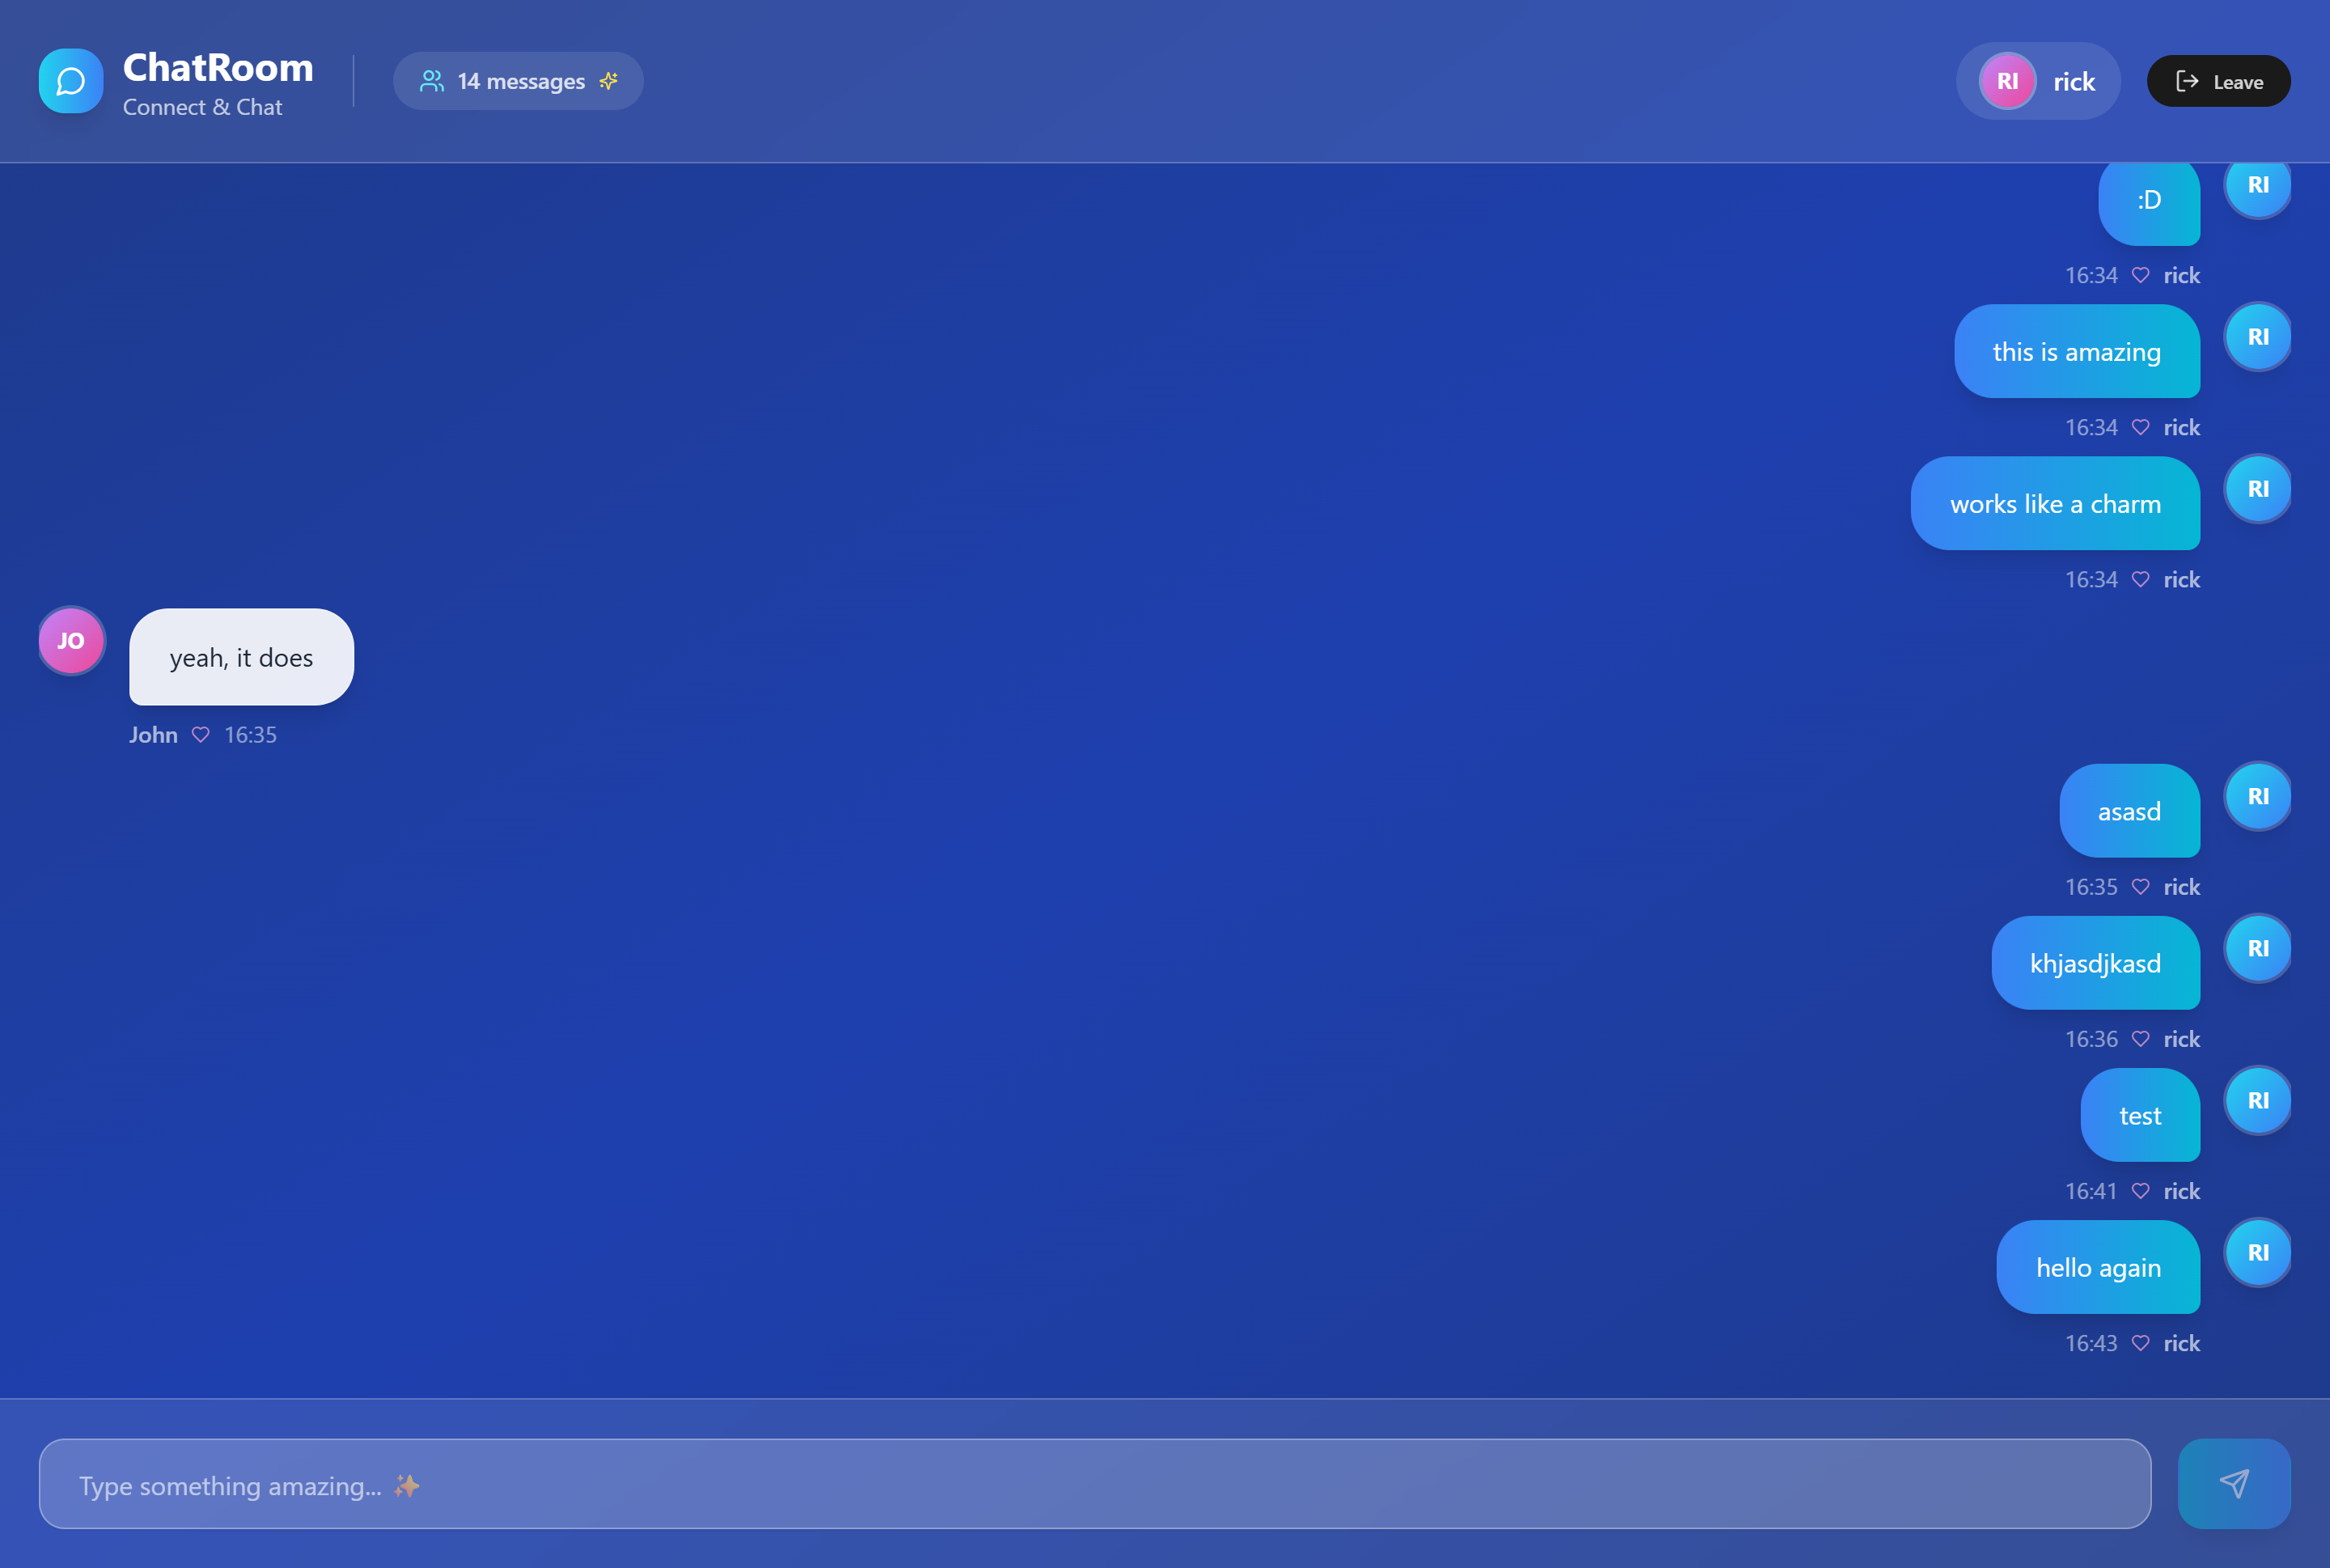 ChatRoom
Connect & Chat
14 messages
RI
rick
Leave
:D
RI
16:34 rick
this is amazing
RI
16:34 rick
works like a charm
RI
16:34 rick
JO
yeah, it does
John 16:35
asasd
RI
16:35 rick
khjasdjkasd
RI
16:36 rick
test
RI
16:41 rick
hello again
RI
16:43 rick
Type something amazing... ✨